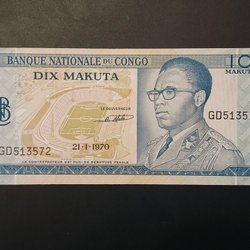 BANQUE NATIONALE DU CONGO
10
DIX MAKUTA
MAKUTA
LE GOUVERNEUR
GD513572
GD5135
21-1-1970
LE CONTREFACTEUR EST PUNI DE SERVITUDE PENALE